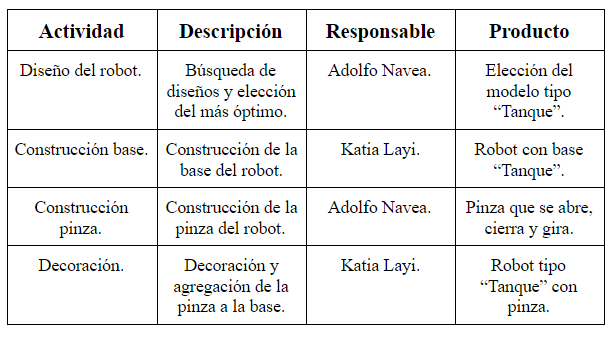 Actividad Descripción Responsable Producto
Diseño del robot.
Búsqueda de
diseños y elección
del más óptimo.
Adolfo Navea.
Elección del
modelo tipo
“Tanque”.
Construcción base.
Construcción de la
base del robot.
Katia Layi.
Robot con base
“Tanque”.
Construcción
pinza.
Construcción de la
pinza del robot.
Adolfo Navea.
Pinza que se abre,
cierra y gira.
Decoración.
Decoración y
agregación de la
pinza a la base.
Katia Layi.
Robot tipo
“Tanque” con
pinza.